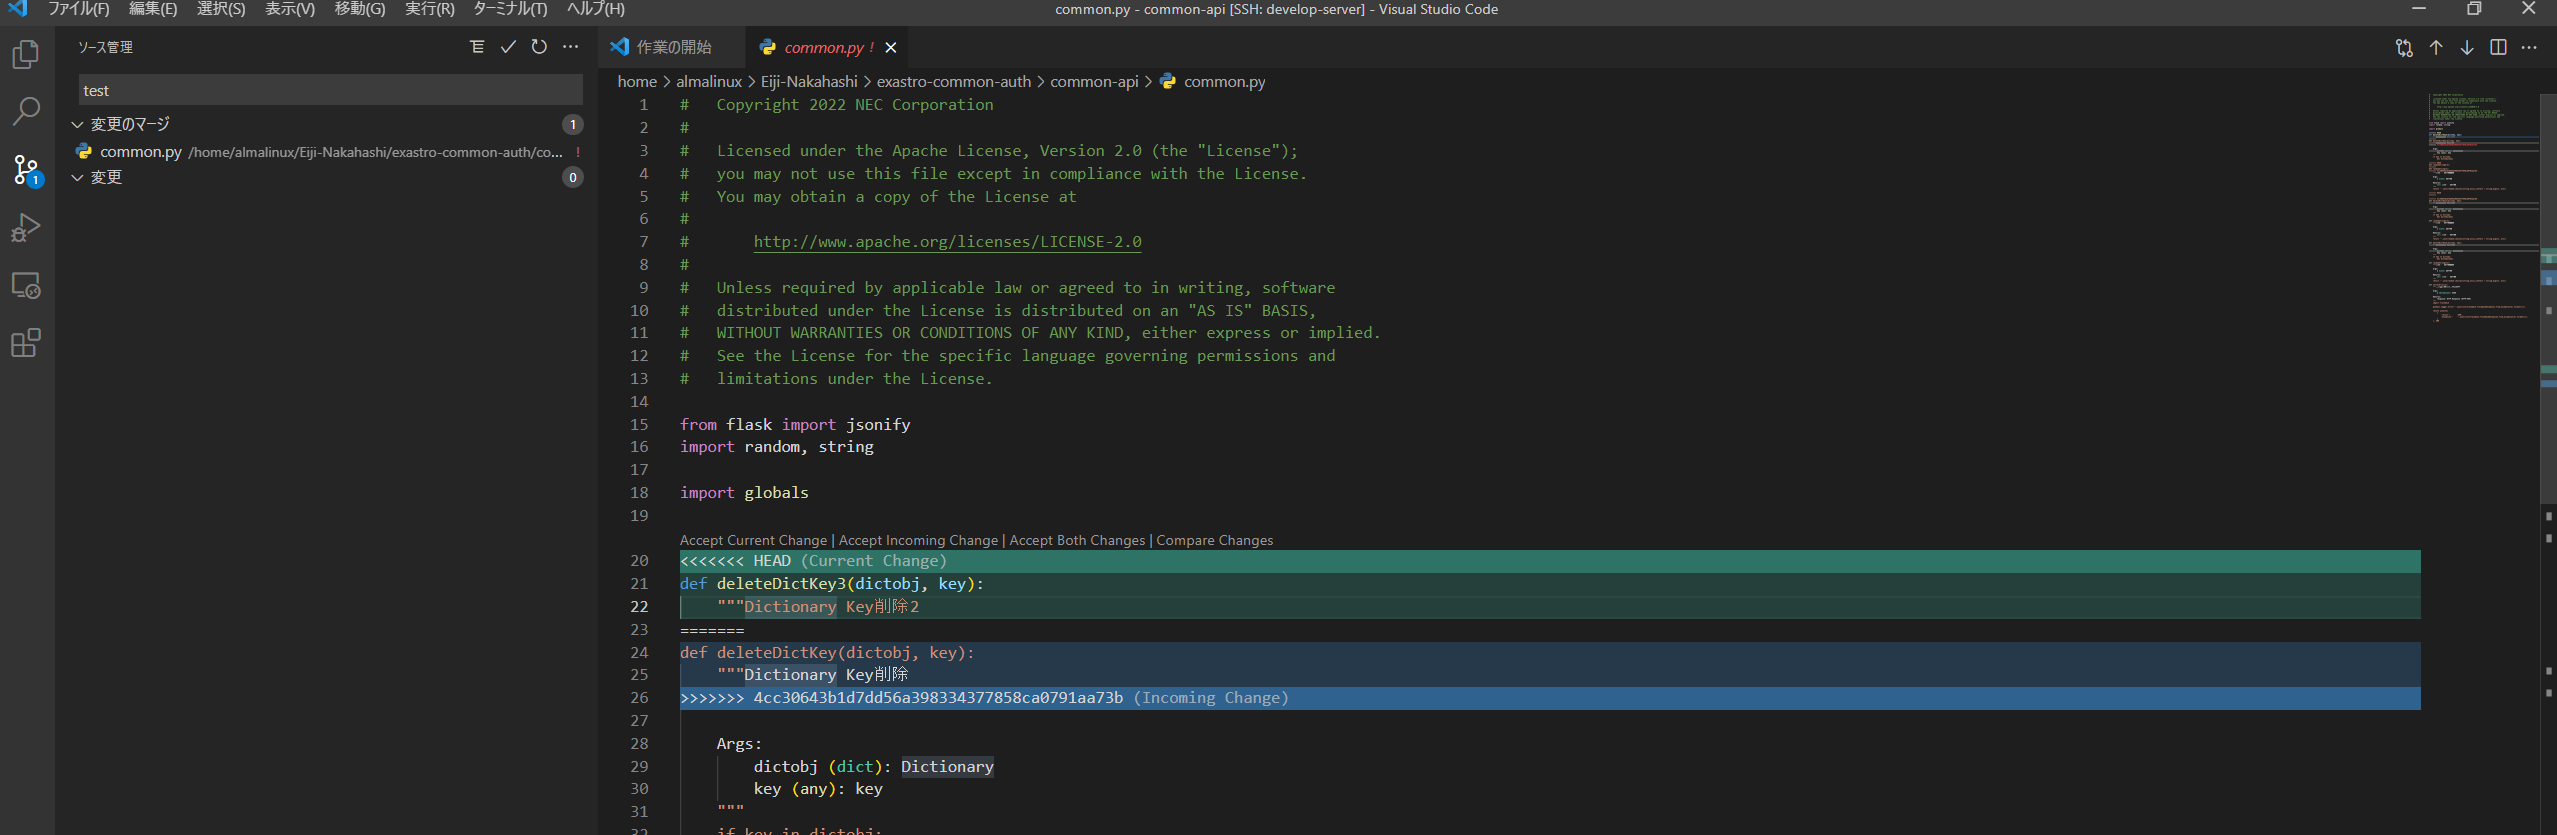 ファイル(F) 編集(E) 選択(S) 表示(V) 移動(G) 実行(R) ターミナル(T) ヘルプ(H)
common.py - common-api [SSH: develop-server] - Visual Studio Code
ソース管理
test
変更のマージ 1
common.py /home/almalinux/Eiji-Nakahashi/exastro-common-auth/co... !
変更 0
1
作業の開始
common.py !
home > almalinux > Eiji-Nakahashi > exastro-common-auth > common-api > common.py
1 #   Copyright 2022 NEC Corporation
2 #
3 #   Licensed under the Apache License, Version 2.0 (the "License");
4 #   you may not use this file except in compliance with the License.
5 #   You may obtain a copy of the License at
6 #
7 #       http://www.apache.org/licenses/LICENSE-2.0
8 #
9 #   Unless required by applicable law or agreed to in writing, software
10 #   distributed under the License is distributed on an "AS IS" BASIS,
11 #   WITHOUT WARRANTIES OR CONDITIONS OF ANY KIND, either express or implied.
12 #   See the License for the specific language governing permissions and
13 #   limitations under the License.
14
15 from flask import jsonify
16 import random, string
17
18 import globals
19
Accept Current Change | Accept Incoming Change | Accept Both Changes | Compare Changes
20 <<<<<<< HEAD (Current Change)
21 def deleteDictKey3(dictobj, key):
22     """Dictionary Key削除2
23 =======
24 def deleteDictKey(dictobj, key):
25     """Dictionary Key削除
26 >>>>>>> 4cc30643b1d7dd56a398334377858ca0791aa73b (Incoming Change)
27
28     Args:
29         dictobj (dict): Dictionary
30         key (any): key
31     """
32     if key in dictobj: